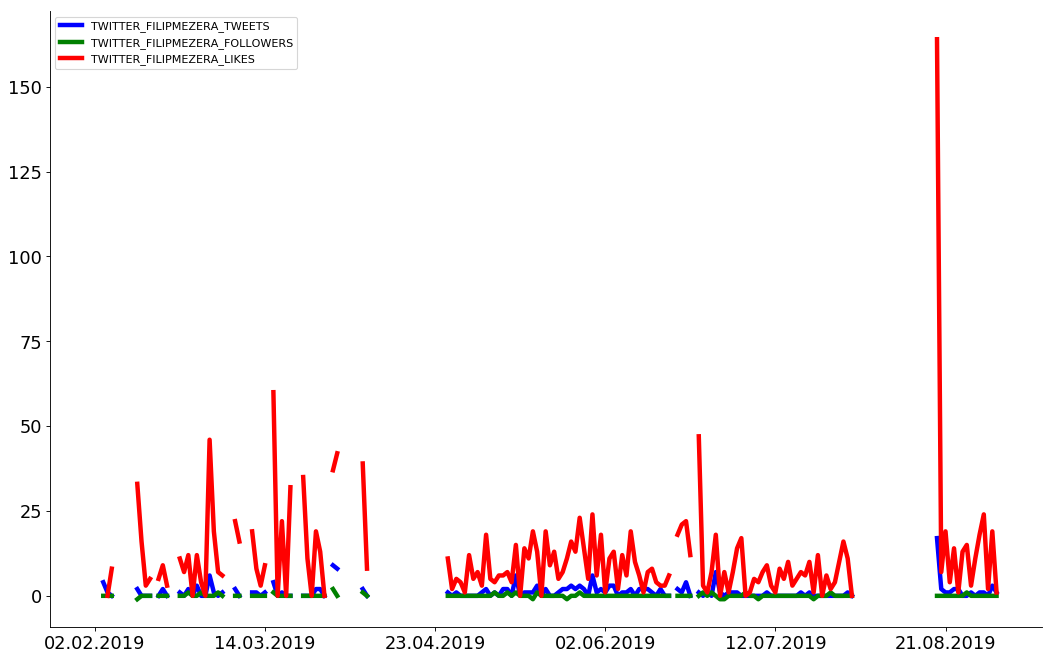 TWITTER_FILIPMEZERA_TWEETS
TWITTER_FILIPMEZERA_FOLLOWERS
TWITTER_FILIPMEZERA_LIKES
150
125
100
75
50
25
0
02.02.2019 14.03.2019 23.04.2019 02.06.2019 12.07.2019 21.08.2019